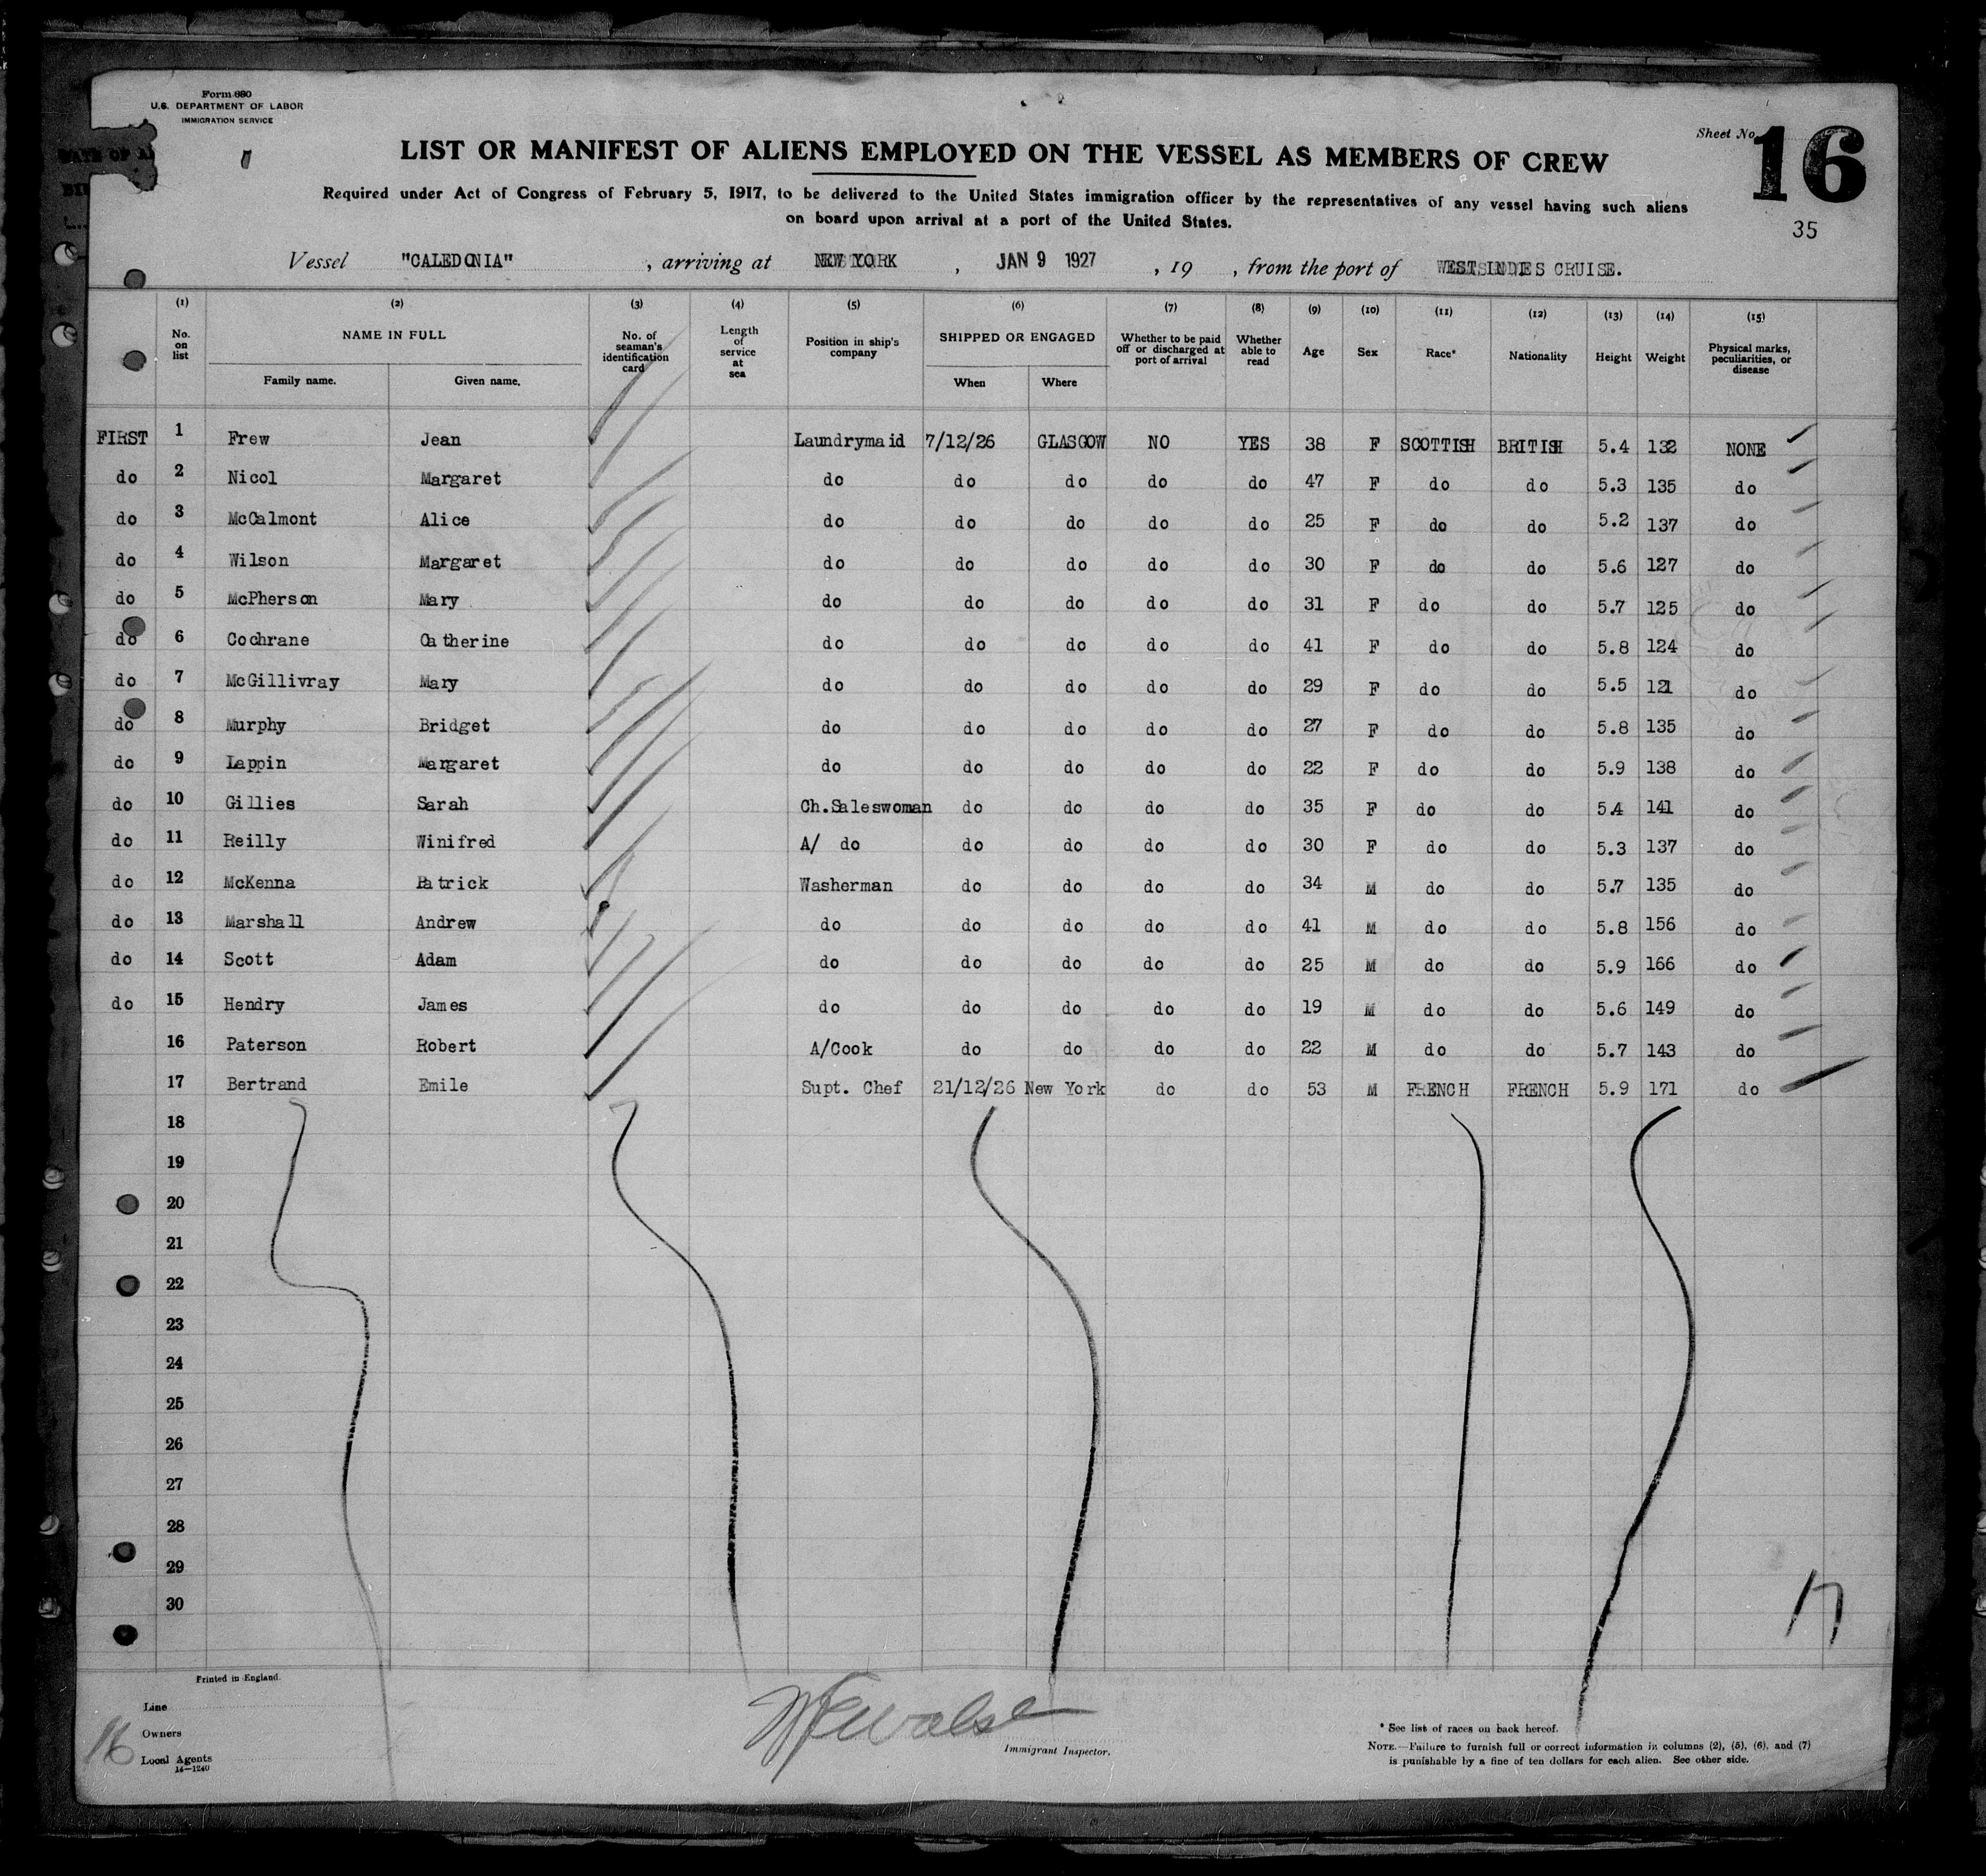 Form 680
U.S. DEPARTMENT OF LABOR
IMMIGRATION SERVICE
Sheet No. 16
35
LIST OR MANIFEST OF ALIENS EMPLOYED ON THE VESSEL AS MEMBERS OF CREW
Required under Act of Congress of February 5, 1917, to be delivered to the United States immigration officer by the representatives of any vessel having such aliens
on board upon arrival at a port of the United States.
Vessel "CALEDONIA" , arriving at NEW YORK , JAN 9 1927 , 19 , from the port of WEST INDIES CRUISE.
(1) (2) (3) (4) (5) (6) (7) (8) (9) (10) (11) (12) (13) (14) (15)
No. on list NAME IN FULL Family name. Given name. No. of seaman's identification card Length of service at sea Position in ship's company SHIPPED OR ENGAGED When Where Whether to be paid off or discharged at port of arrival Whether able to read Age Sex Race* Nationality Height Weight Physical marks, peculiarities, or disease
FIRST 1 Frew Jean Laundrymaid 7/12/26 GLASGOW NO YES 38 F SCOTTISH BRITISH 5.4 132 NONE
do 2 Nicol Margaret do do do do do 47 F do do 5.3 135 do
do 3 McCalmont Alice do do do do do 25 F do do 5.2 137 do
do 4 Wilson Margaret do do do do do 30 F do do 5.6 127 do
do 5 McPherson Mary do do do do do 31 F do do 5.7 125 do
do 6 Cochrane Catherine do do do do do 41 F do do 5.8 124 do
do 7 McGillivray Mary do do do do do 29 F do do 5.5 121 do
do 8 Murphy Bridget do do do do do 27 F do do 5.8 135 do
do 9 Lappin Margaret do do do do do 22 F do do 5.9 138 do
do 10 Gillies Sarah Ch.Saleswoman do do do do 35 F do do 5.4 141 do
do 11 Reilly Winifred A/ do do do do do 30 F do do 5.3 137 do
do 12 McKenna Patrick Washerman do do do do 34 M do do 5.7 135 do
do 13 Marshall Andrew do do do do do 41 M do do 5.8 156 do
do 14 Scott Adam do do do do do 25 M do do 5.9 166 do
do 15 Hendry James do do do do do 19 M do do 5.6 149 do
16 Paterson Robert A/Cook do do do do 22 M do do 5.7 143 do
17 Bertrand Emile Supt. Chef 21/12/26 New York do do 53 M FRENCH FRENCH 5.9 171 do
18
19
20
21
22
23
24
25
26
27
28
29
30
17
Printed in England.
Line
Owners
16 Local Agents
14—1240
Immigrant Inspector.
* See list of races on back hereof.
NOTE.—Failure to furnish full or correct information in columns (2), (5), (6), and (7)
is punishable by a fine of ten dollars for each alien. See other side.